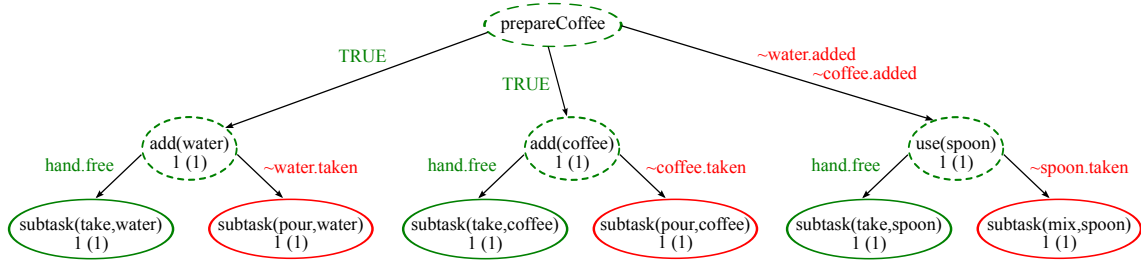 prepareCoffee
TRUE
TRUE
~water.added
~coffee.added
add(water)
1 (1)
add(coffee)
1 (1)
use(spoon)
1 (1)
hand.free
~water.taken
hand.free
~coffee.taken
hand.free
~spoon.taken
subtask(take,water)
1 (1)
subtask(pour,water)
1 (1)
subtask(take,coffee)
1 (1)
subtask(pour,coffee)
1 (1)
subtask(take,spoon)
1 (1)
subtask(mix,spoon)
1 (1)